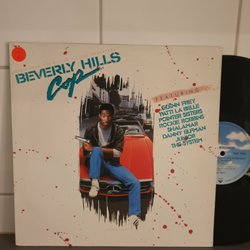 BEVERLY HILLS
Cop
FEATURING
GLENN FREY
PATTI LA BELLE
POINTER SISTERS
ROCKIE ROBBINS
SHALAMAR
DANNY ELFMAN
JUNIOR
THE SYSTEM